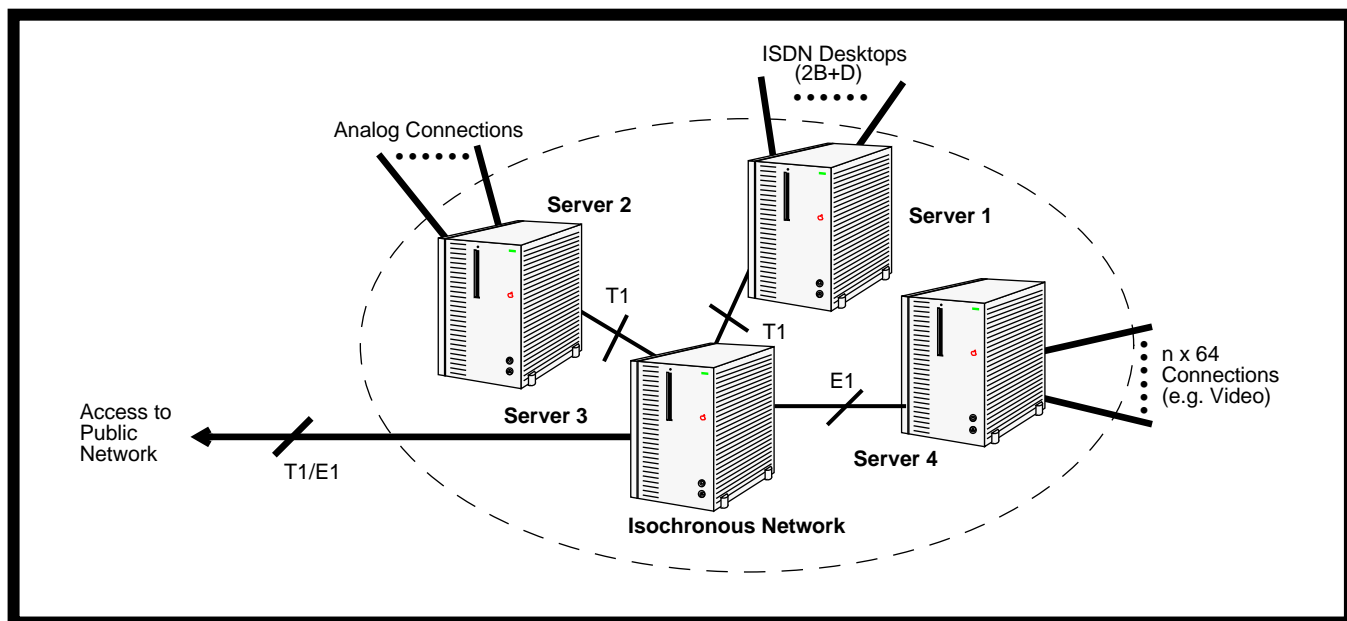 ISDN Desktops
(2B+D)
Analog Connections
Server 2
Server 1
T1
T1
n x 64
Connections
(e.g. Video)
E1
Access to
Public
Network
Server 3
Server 4
T1/E1
Isochronous Network